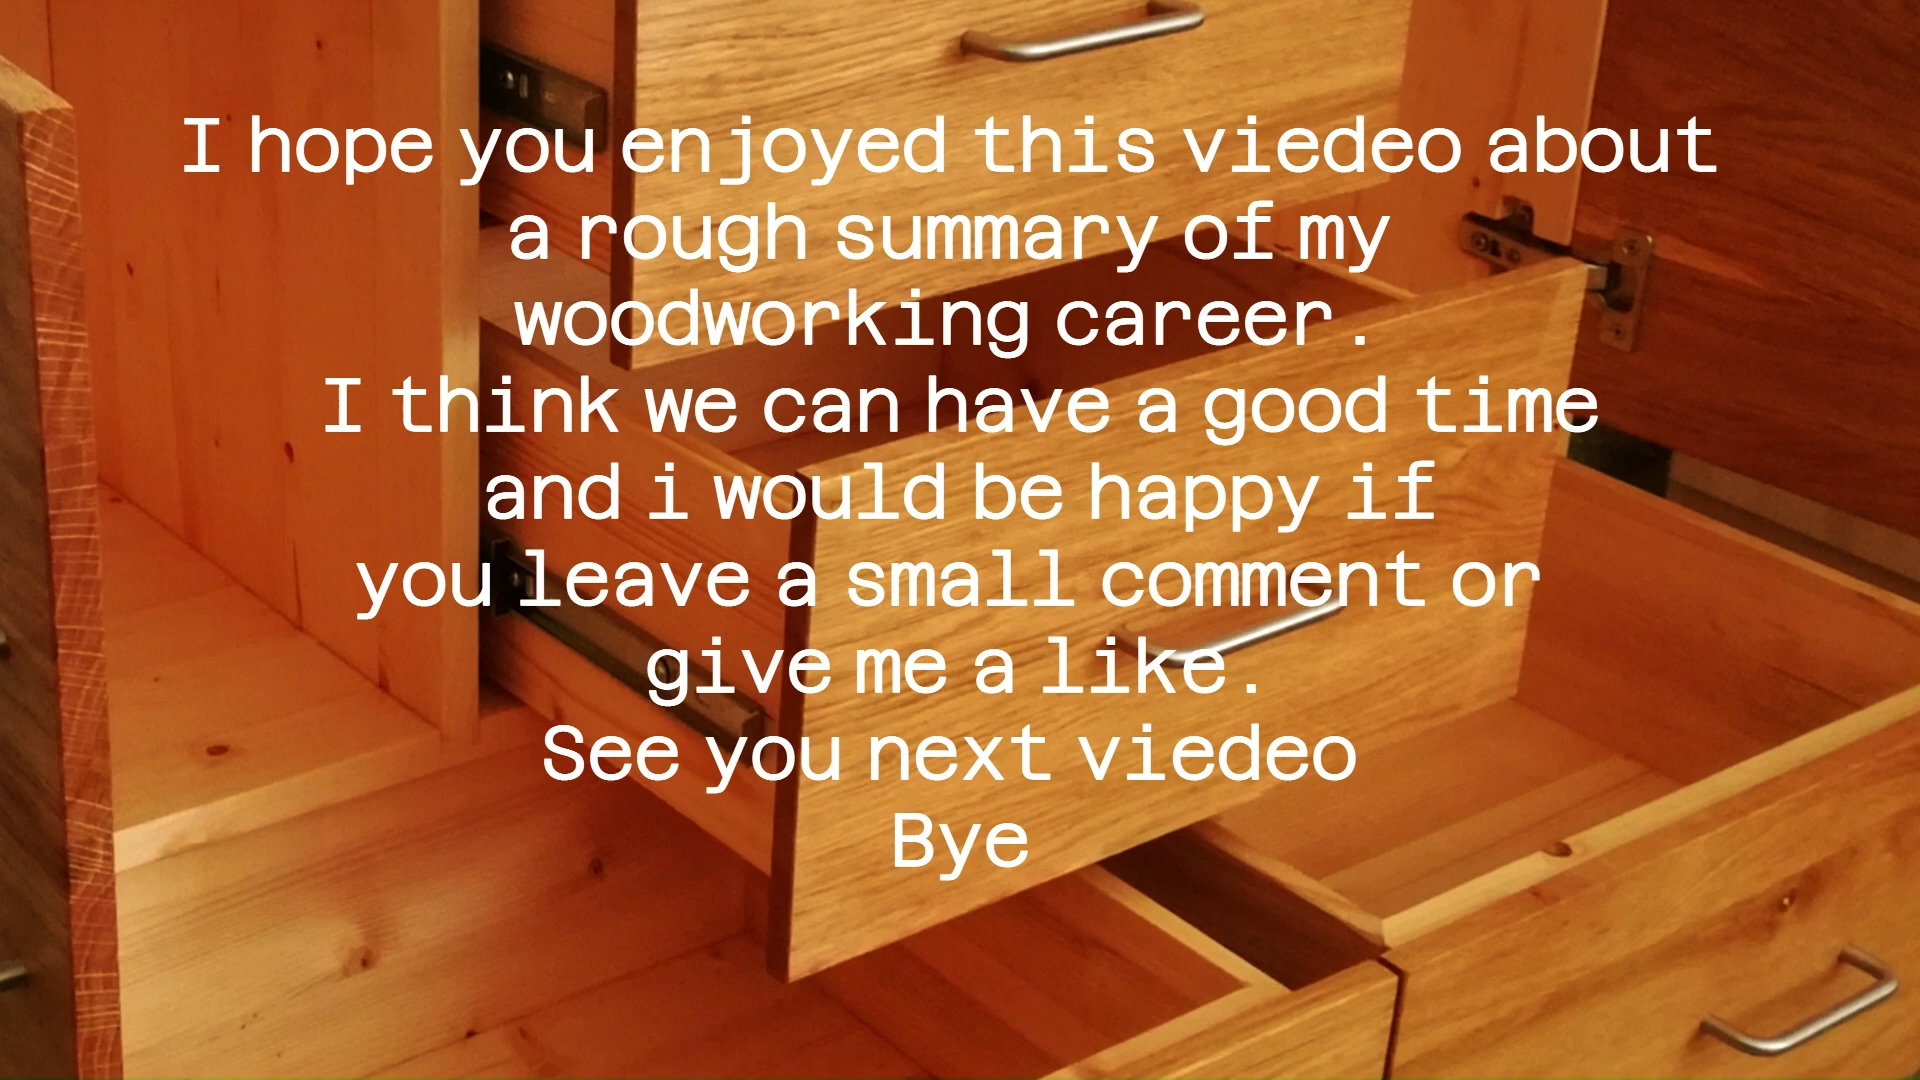 I hope you enjoyed this viedeo about
a rough summary of my
woodworking career.
I think we can have a good time
and i would be happy if
you leave a small comment or
give me a like.
See you next viedeo
Bye